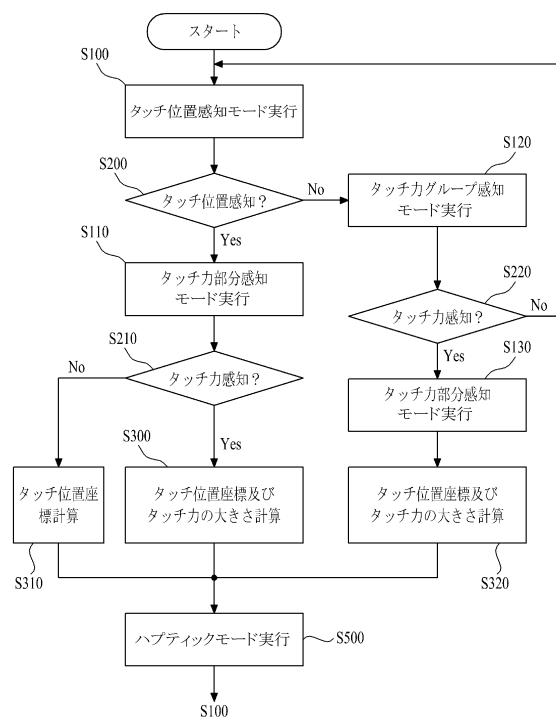 スタート
S100
タッチ位置感知モード実行
S200
タッチ位置感知？
No
Yes
S120
タッチ力グループ感知
モード実行
S110
タッチ力部分感知
モード実行
S220
タッチ力感知？
No
Yes
S210
タッチ力感知？
No
Yes
S130
タッチ力部分感知
モード実行
S300
タッチ位置座標及び
タッチ力の大きさ計算
タッチ位置座
標計算
S310
タッチ位置座標及び
タッチ力の大きさ計算
S320
ハプティックモード実行
S500
S100